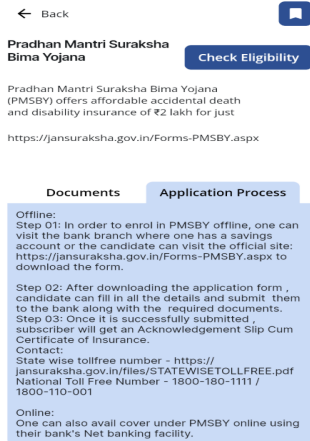 Back
Pradhan Mantri Suraksha
Bima Yojana
Check Eligibility
Pradhan Mantri Suraksha Bima Yojana
(PMSBY) offers affordable accidental death
and disability insurance of ₹2 lakh for just
https://jansuraksha.gov.in/Forms-PMSBY.aspx
Documents
Application Process
Offline:
Step 01: In order to enrol in PMSBY offline, one can
visit the bank branch where one has a savings
account or the candidate can visit the official site:
https://jansuraksha.gov.in/Forms-PMSBY.aspx to
download the form.
Step 02: After downloading the application form ,
candidate can fill in all the details and submit  them
to the bank along with the  required documents.
Step 03: Once it is successfully submitted ,
subscriber will get an Acknowledgement Slip Cum
Certificate of Insurance.
Contact:
State wise tollfree number - https://
jansuraksha.gov.in/files/STATEWISETOLLFREE.pdf
National Toll Free Number - 1800-180-1111 /
1800-110-001
Online:
One can also avail cover under PMSBY online using
their bank's Net banking facility.